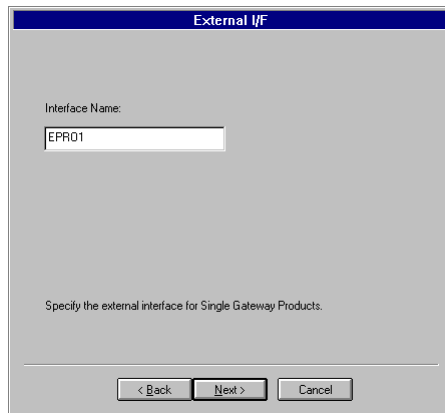 External I/F
Interface Name:
EPRO1
Specify the external interface for Single Gateway Products.
< Back
Next >
Cancel